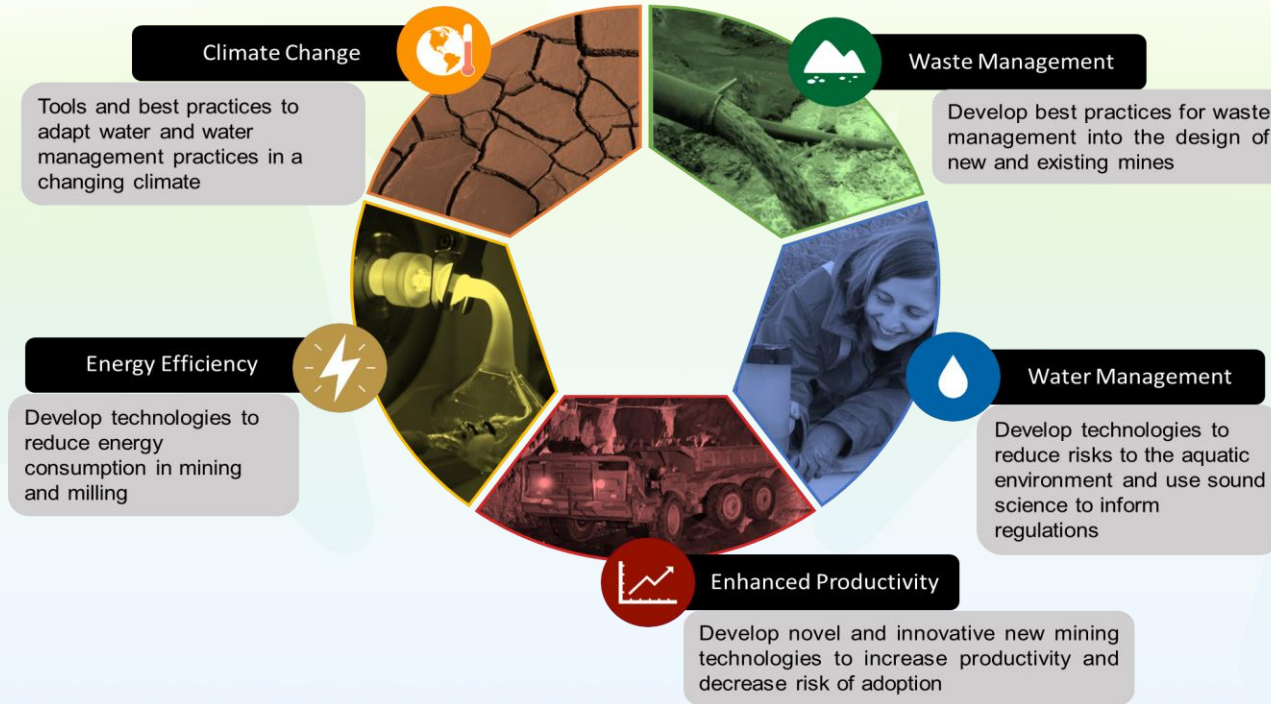 Climate Change
Tools and best practices to
adapt water and water
management practices in a
changing climate
Waste Management
Develop best practices for waste
management into the design of
new and existing mines
Energy Efficiency
Develop technologies to
reduce energy
consumption in mining
and milling
Water Management
Develop technologies to
reduce risks to the aquatic
environment and use sound
science to inform
regulations
Enhanced Productivity
Develop novel and innovative new mining
technologies to increase productivity and
decrease risk of adoption